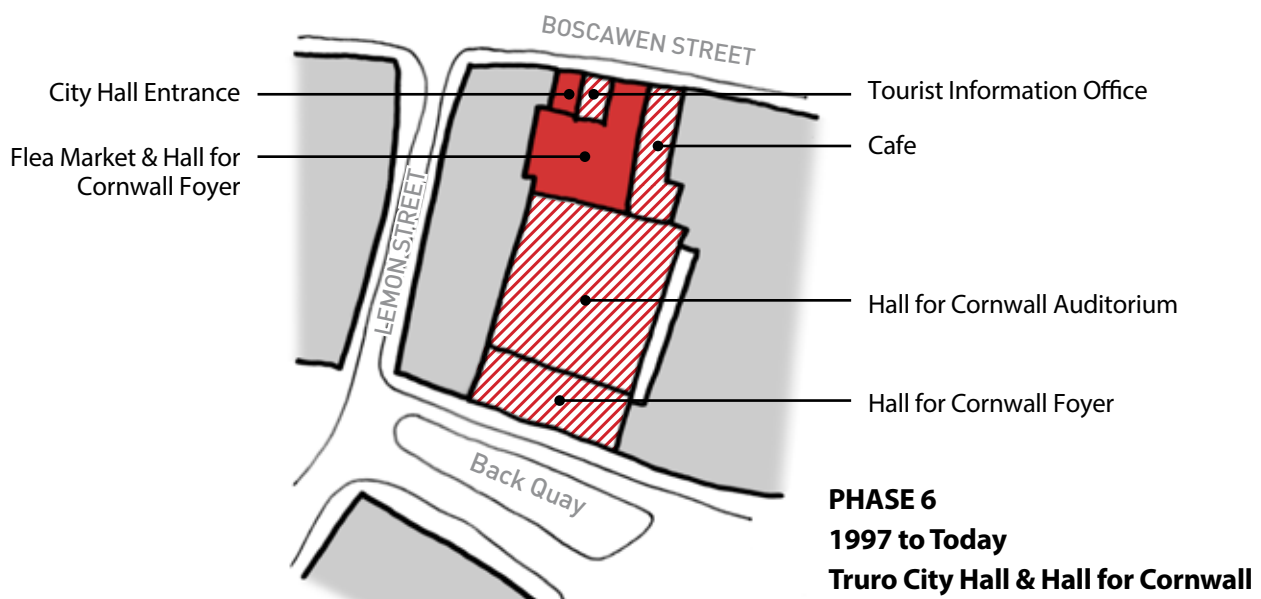 BOSCAWEN STREET
City Hall Entrance
Tourist Information Office
Cafe
Flea Market & Hall for
Cornwall Foyer
LEMON STREET
Hall for Cornwall Auditorium
Hall for Cornwall Foyer
Back Quay
PHASE 6
1997 to Today
Truro City Hall & Hall for Cornwall